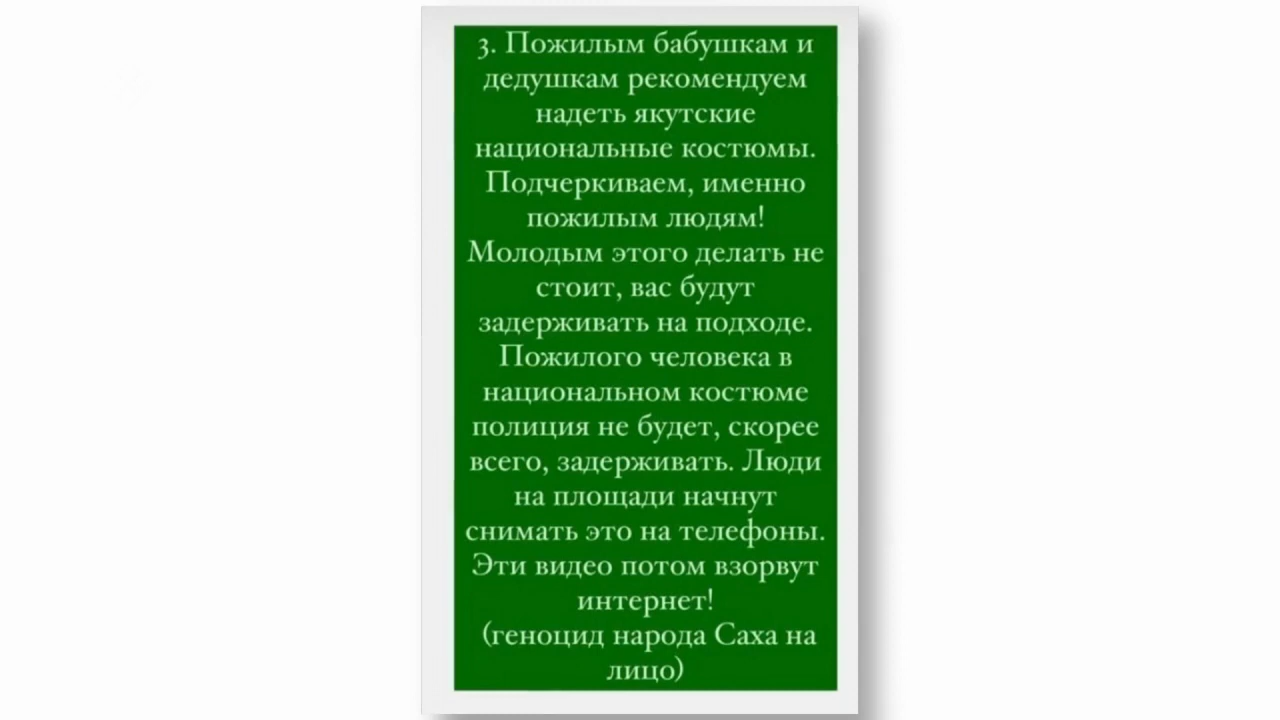 3. Пожилым бабушкам и
дедушкам рекомендуем
надеть якутские
национальные костюмы.
Подчеркиваем, именно
пожилым людям!
Молодым этого делать не
стоит, вас будут
задерживать на подходе.
Пожилого человека в
национальном костюме
полиция не будет, скорее
всего, задерживать. Люди
на площади начнут
снимать это на телефоны.
Эти видео потом взорвут
интернет!
(геноцид народа Саха на
лицо)